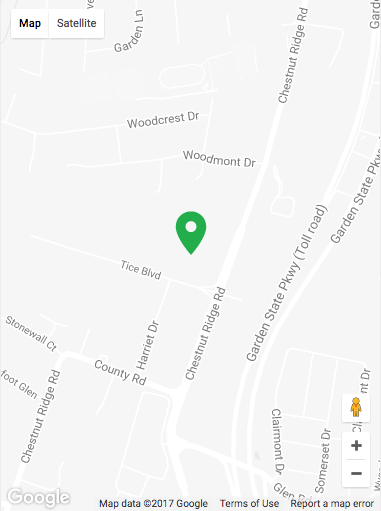 Map Satellite
Garden Ln
Chestnut Ridge Rd
Garden
Woodcrest Dr
Woodmont Dr
Garden State Pkwy (Toll road)
Garden State Pkwy
Tice Blvd
Chestnut Ridge Rd
Stonewall Ct
Harriet Dr
County Rd
foot Glen
Chestnut Ridge Rd
Clairmont Dr
Somerset Dr
Dr
Glen
Google
Map data ©2017 Google Terms of Use Report a map error